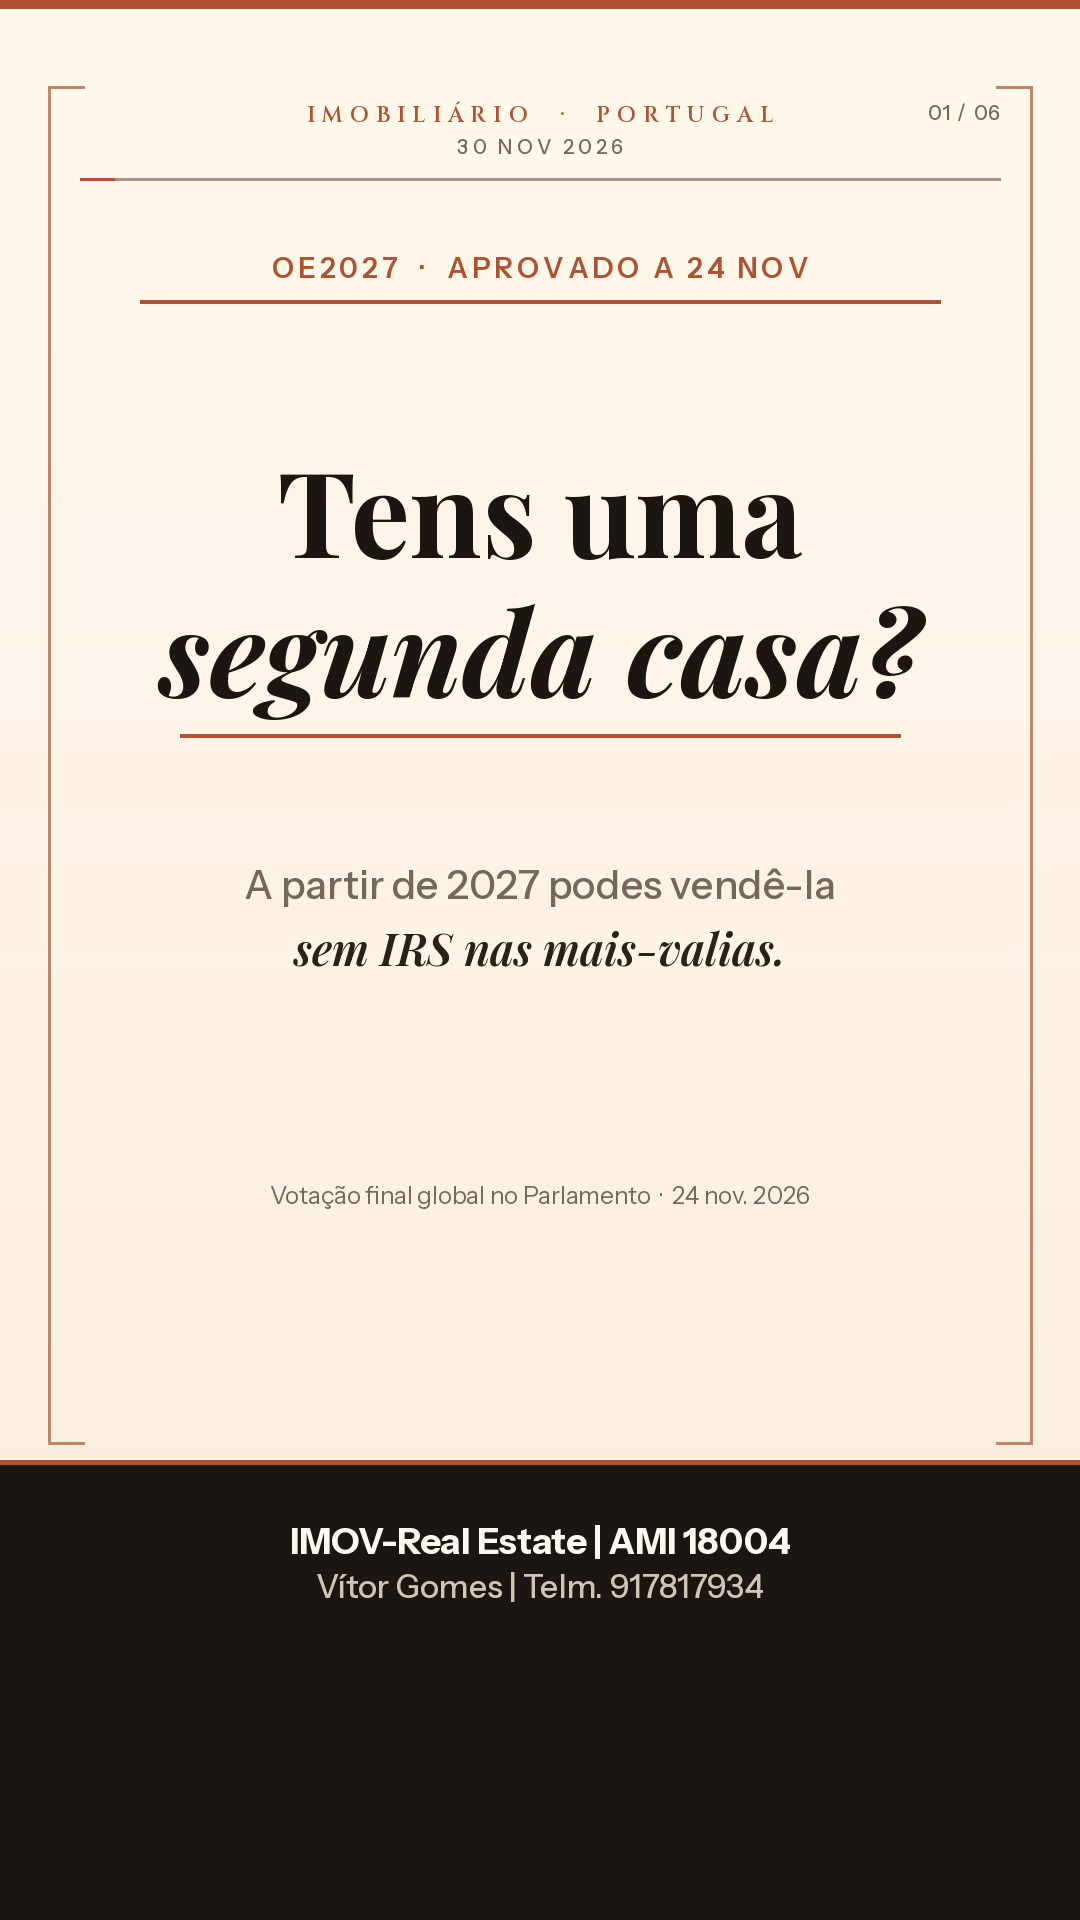 IMOBILIÁRIO · PORTUGAL
01 / 06
30 NOV 2026
OE2027 · APROVADO A 24 NOV
Tens uma
segunda casa?
A partir de 2027 podes vendê-la
sem IRS nas mais-valias.
Votação final global no Parlamento · 24 nov. 2026
IMOV-Real Estate | AMI 18004
Vítor Gomes | Telm. 917817934